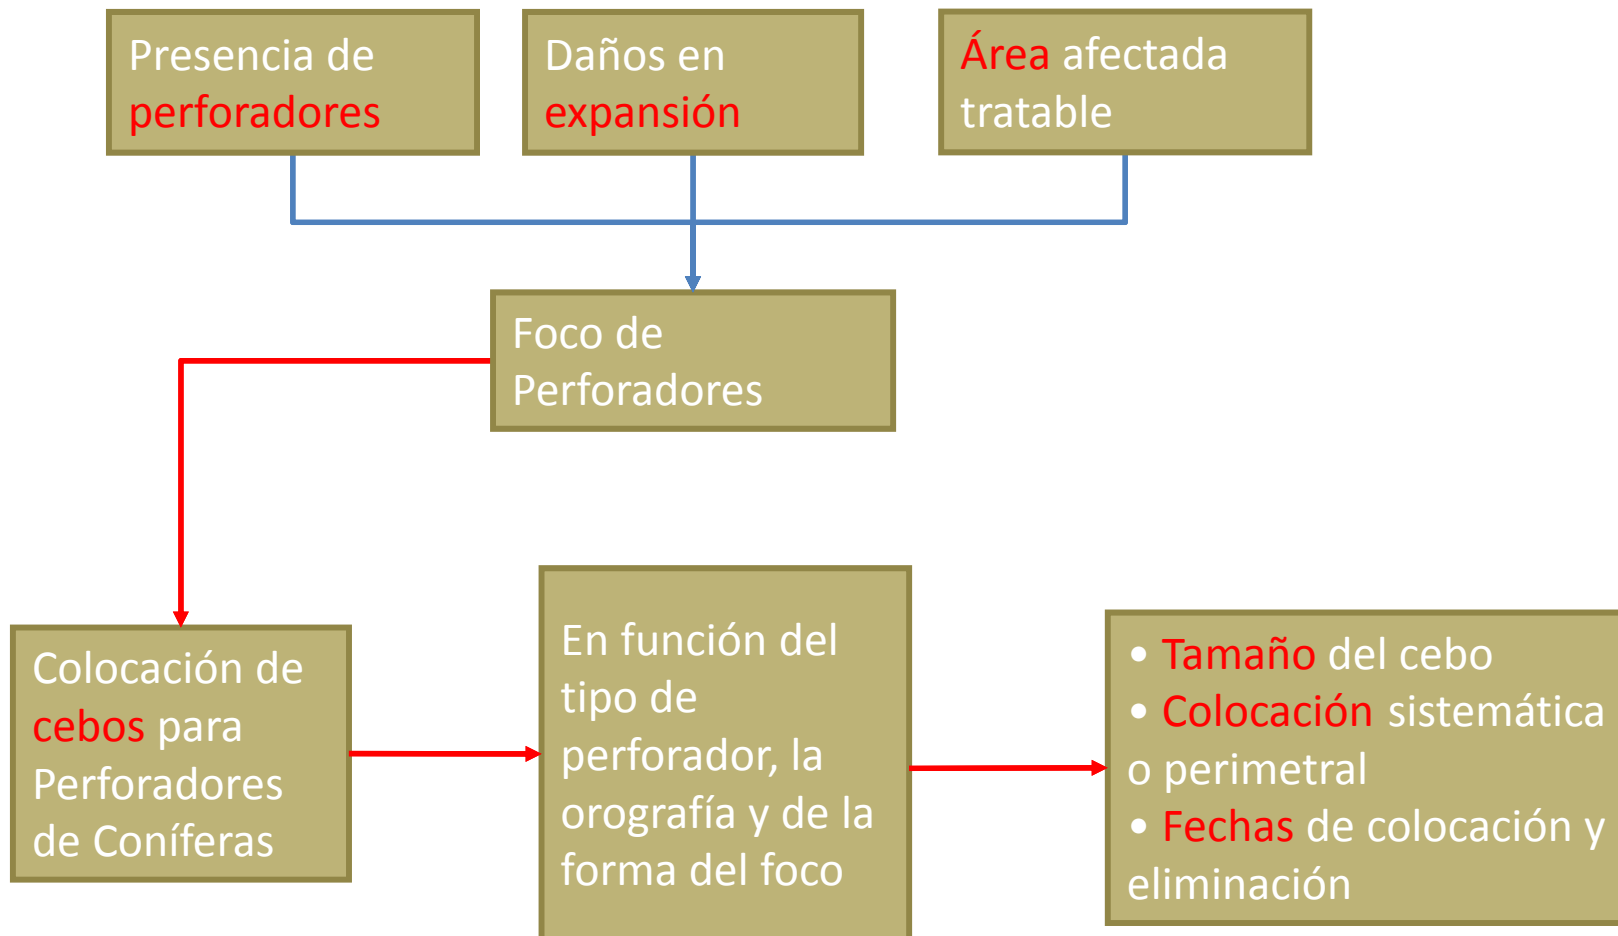 Presencia de
perforadores
Daños en
expansión
Área afectada
tratable
Foco de
Perforadores
Colocación de
cebos para
Perforadores
de Coníferas
En función del
tipo de
perforador, la
orografía y de la
forma del foco
• Tamaño del cebo
• Colocación sistemática
o perimetral
• Fechas de colocación y
eliminación